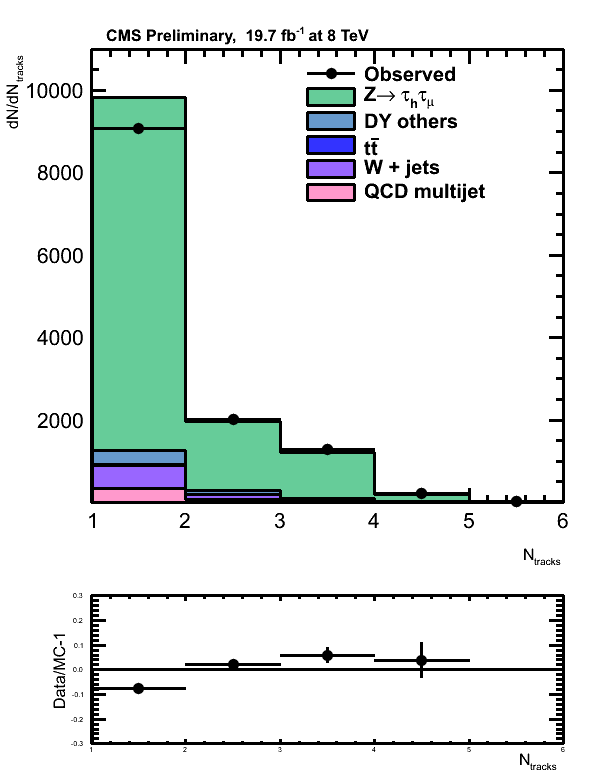 CMS Preliminary, 19.7 fb⁻¹ at 8 TeV
dN/dN_tracks
10000
8000
6000
4000
2000
Observed
Z→ τ_h τ_μ
DY others
tt̄
W + jets
QCD multijet
1 2 3 4 5 6
N_tracks
Data/MC-1
0.3
0.2
0.1
0.0
-0.1
-0.2
-0.3
1 2 3 4 5 6
N_tracks